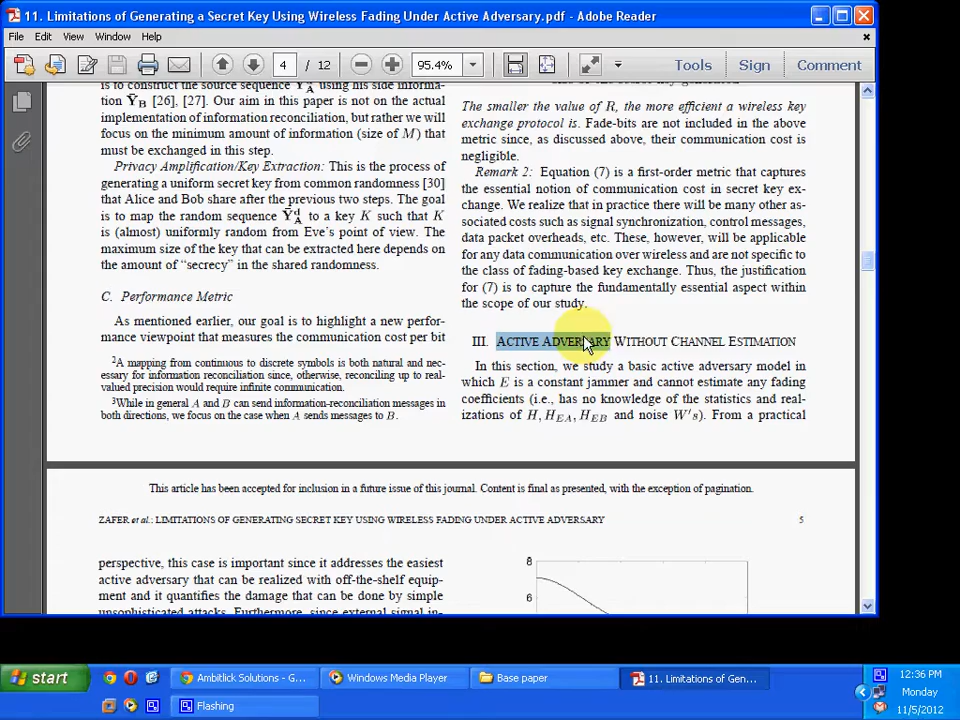 11. Limitations of Generating a Secret Key Using Wireless Fading Under Active Adversary.pdf - Adobe Reader
File Edit View Window Help
4 / 12 95.4% Tools Sign Comment
is to construct the source sequence Y̅A using his side informa-
tion Y̅B [26], [27]. Our aim in this paper is not on the actual
implementation of information reconciliation, but rather we will
focus on the minimum amount of information (size of M) that
must be exchanged in this step.
Privacy Amplification/Key Extraction: This is the process of
generating a uniform secret key from common randomness [30]
that Alice and Bob share after the previous two steps. The goal
is to map the random sequence Y̅A^d to a key K such that K
is (almost) uniformly random from Eve's point of view. The
maximum size of the key that can be extracted here depends on
the amount of “secrecy” in the shared randomness.
C. Performance Metric
As mentioned earlier, our goal is to highlight a new perfor-
mance viewpoint that measures the communication cost per bit
2A mapping from continuous to discrete symbols is both natural and nec-
essary for information reconciliation since, otherwise, reconciling up to real-
valued precision would require infinite communication.
3While in general A and B can send information-reconciliation messages in
both directions, we focus on the case when A sends messages to B.
The smaller the value of R, the more efficient a wireless key
exchange protocol is. Fade-bits are not included in the above
metric since, as discussed above, their communication cost is
negligible.
Remark 2: Equation (7) is a first-order metric that captures
the essential notion of communication cost in secret key ex-
change. We realize that in practice there will be many other as-
sociated costs such as signal synchronization, control messages,
data packet overheads, etc. These, however, will be applicable
for any data communication over wireless and are not specific to
the class of fading-based key exchange. Thus, the justification
for (7) is to capture the fundamentally essential aspect within
the scope of our study.
III. ACTIVE ADVERSARY WITHOUT CHANNEL ESTIMATION
In this section, we study a basic active adversary model in
which E is a constant jammer and cannot estimate any fading
coefficients (i.e., has no knowledge of the statistics and real-
izations of H, HEA, HEB and noise W's). From a practical
This article has been accepted for inclusion in a future issue of this journal. Content is final as presented, with the exception of pagination.
ZAFER et al.: LIMITATIONS OF GENERATING SECRET KEY USING WIRELESS FADING UNDER ACTIVE ADVERSARY 5
perspective, this case is important since it addresses the easiest
active adversary that can be realized with off-the-shelf equip-
ment and it quantifies the damage that can be done by simple
unsophisticated attacks. Furthermore, since external signal in-
8
6
start
Ambitlick Solutions - G...
Windows Media Player
Base paper
11. Limitations of Gen...
Flashing
12:36 PM
Monday
11/5/2012